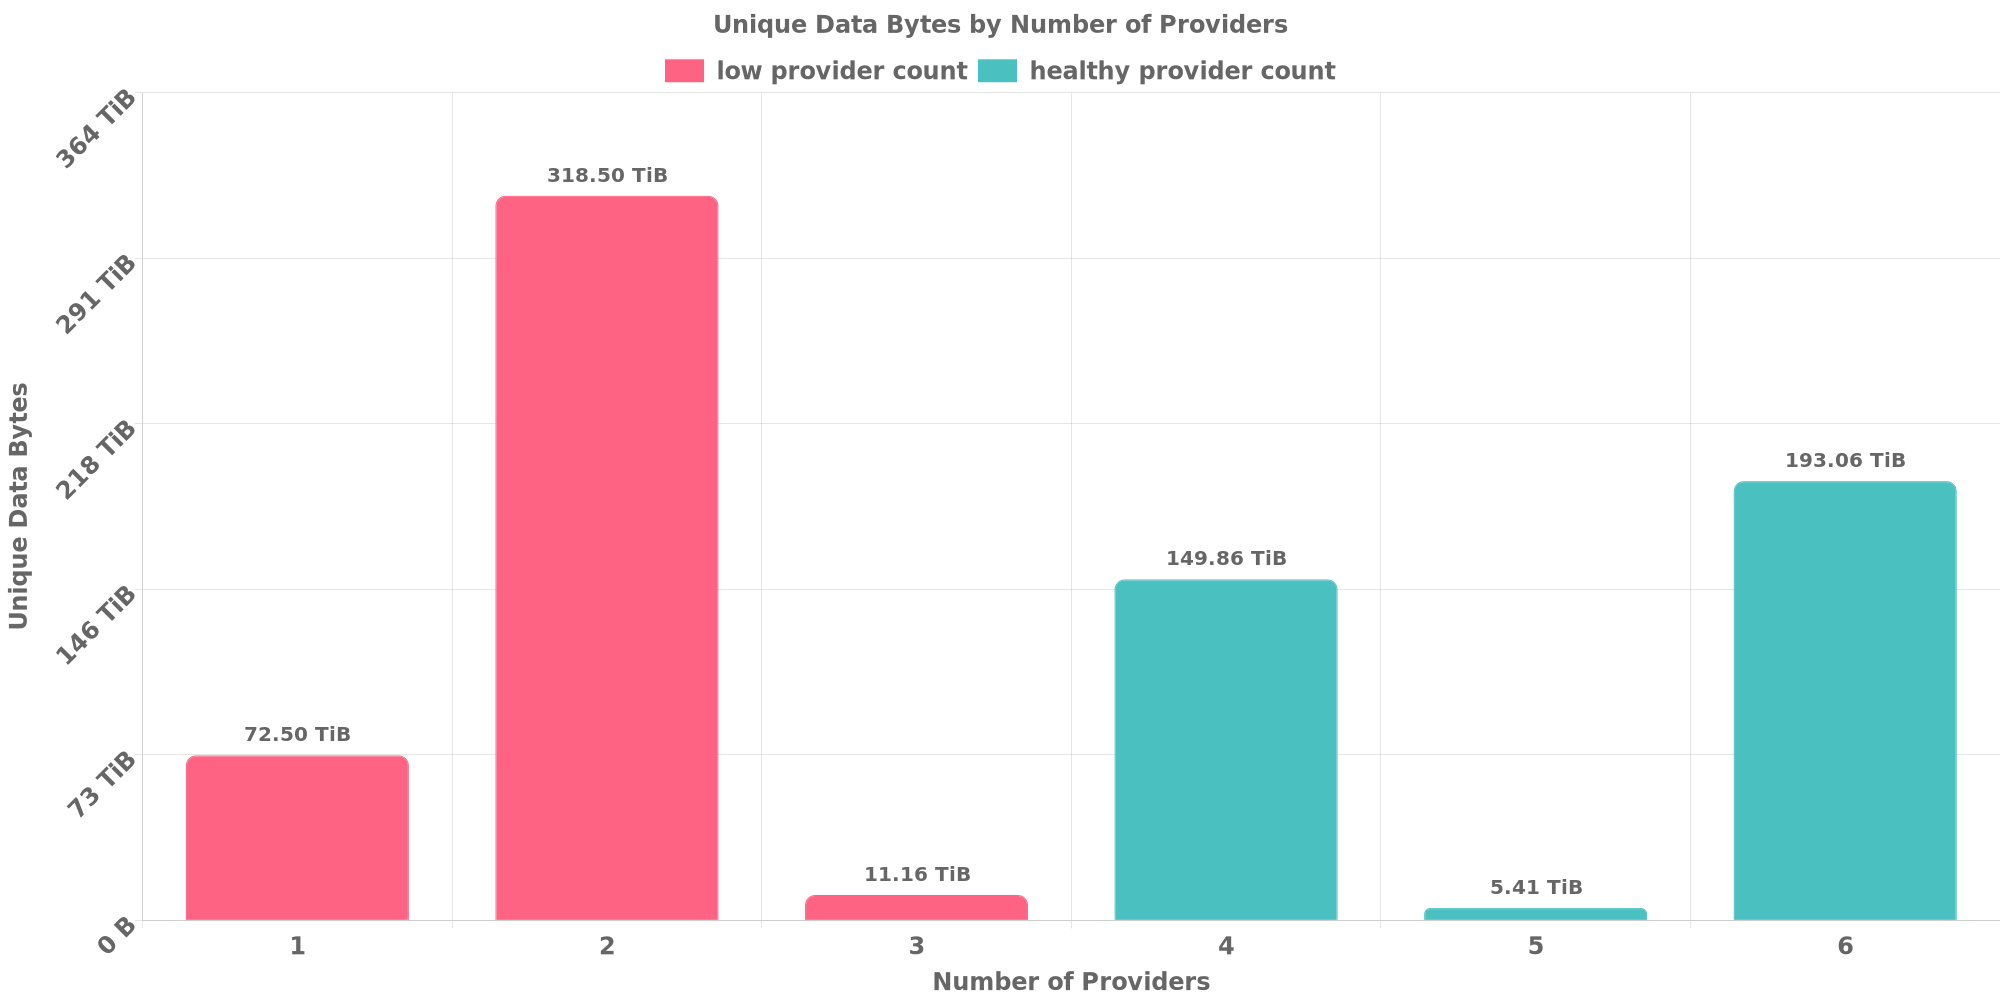 Unique Data Bytes by Number of Providers
low provider count healthy provider count
364 TiB
291 TiB
218 TiB
146 TiB
73 TiB
0 B
Unique Data Bytes
72.50 TiB
318.50 TiB
11.16 TiB
149.86 TiB
5.41 TiB
193.06 TiB
1 2 3 4 5 6
Number of Providers